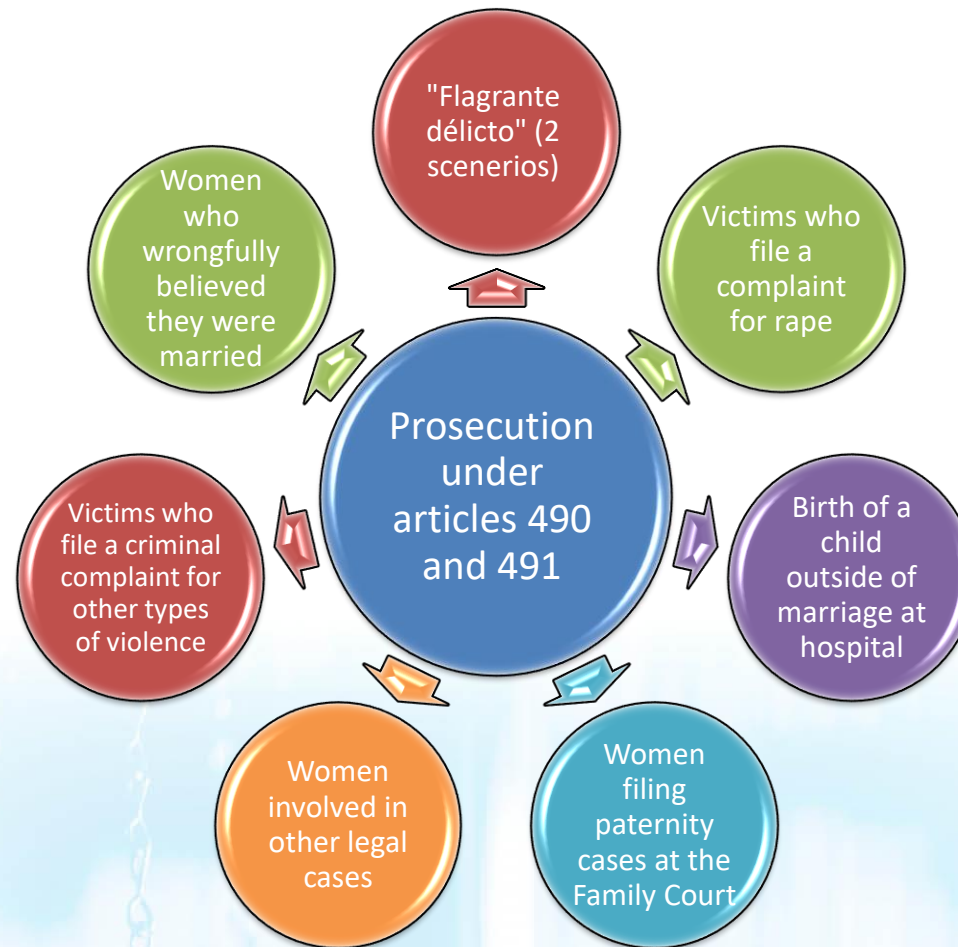 "Flagrante
délicto" (2
scenerios)
Women
who
wrongfully
believed
they were
married
Victims who
file a
complaint
for rape
Prosecution
under
articles 490
and 491
Victims who
file a criminal
complaint for
other types
of violence
Birth of a
child
outside of
marriage at
hospital
Women
involved in
other legal
cases
Women
filing
paternity
cases at the
Family Court